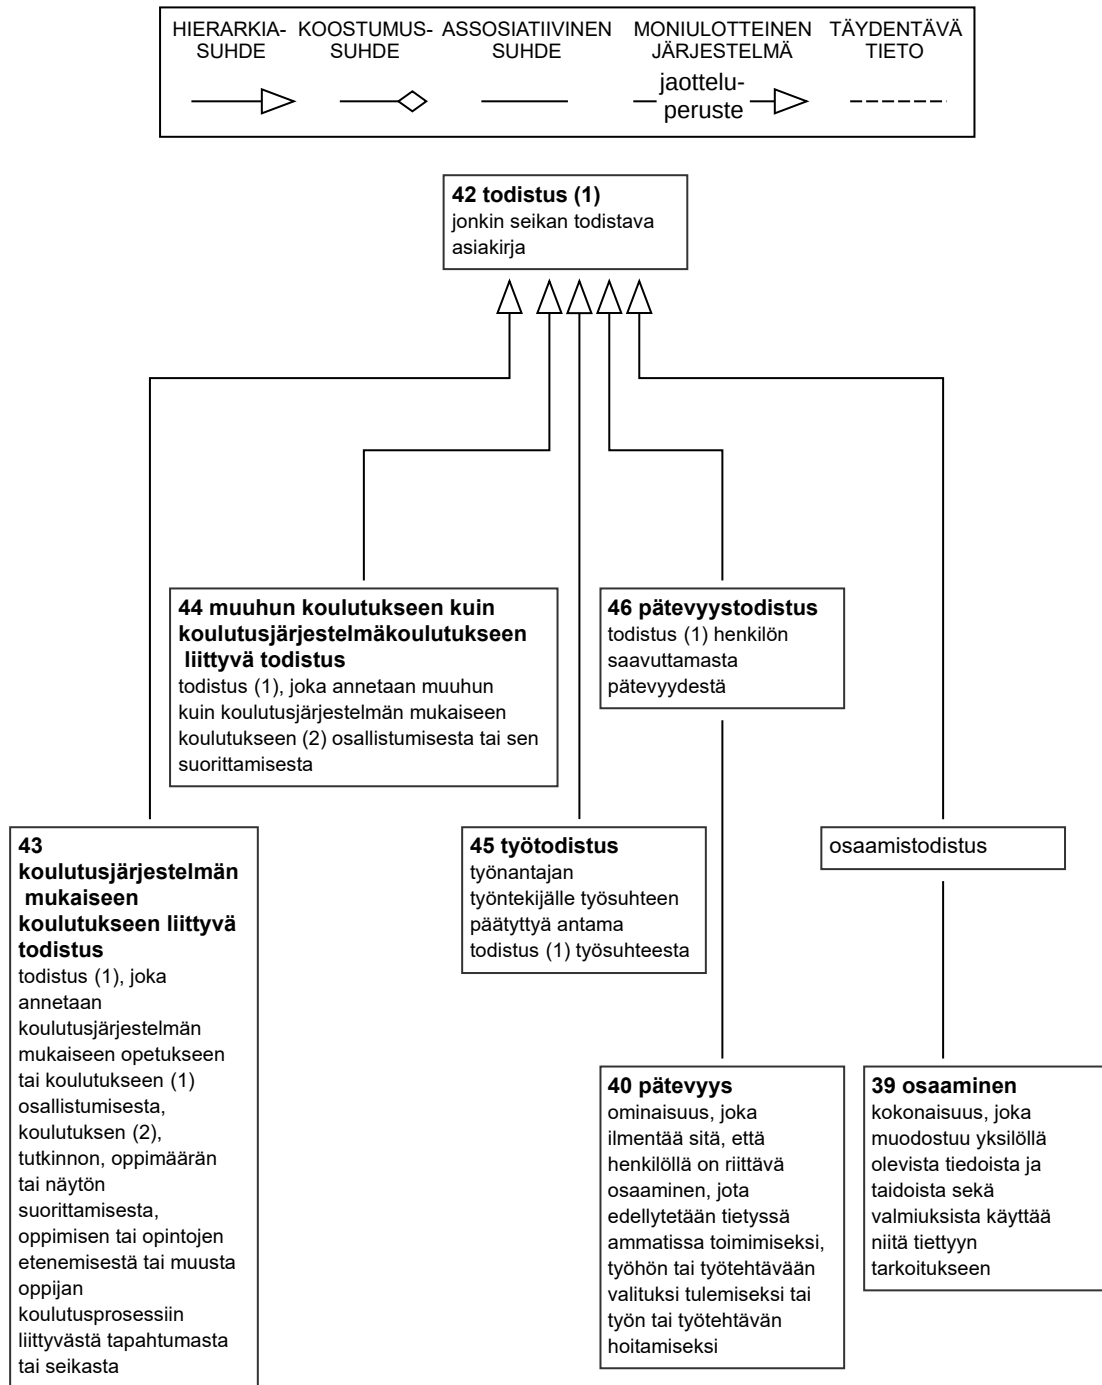 HIERARKIA-
SUHDE
KOOSTUMUS-
SUHDE
ASSOSIATIIVINEN
SUHDE
MONIULOTTEINEN
JÄRJESTELMÄ
TÄYDENTÄVÄ
TIETO
jaottelu-
peruste
42 todistus (1)
jonkin seikan todistava
asiakirja
44 muuhun koulutukseen kuin
koulutusjärjestelmäkoulutukseen
liittyvä todistus
todistus (1), joka annetaan muuhun
kuin koulutusjärjestelmän mukaiseen
koulutukseen (2) osallistumisesta tai sen
suorittamisesta
46 pätevyystodistus
todistus (1) henkilön
saavuttamasta
pätevyydestä
43
koulutusjärjestelmän
mukaiseen
koulutukseen liittyvä
todistus
todistus (1), joka
annetaan
koulutusjärjestelmän
mukaiseen opetukseen
tai koulutukseen (1)
osallistumisesta,
koulutuksen (2),
tutkinnon, oppimäärän
tai näytön
suorittamisesta,
oppimisen tai opintojen
etenemisestä tai muusta
oppijan
koulutusprosessiin
liittyvästä tapahtumasta
tai seikasta
45 työtodistus
työnantajan
työntekijälle työsuhteen
päätyttyä antama
todistus (1) työsuhteesta
osaamistodistus
40 pätevyys
ominaisuus, joka
ilmentää sitä, että
henkilöllä on riittävä
osaaminen, jota
edellytetään tietyssä
ammatissa toimimiseksi,
työhön tai työtehtävään
valituksi tulemiseksi tai
työn tai työtehtävän
hoitamiseksi
39 osaaminen
kokonaisuus, joka
muodostuu yksilöllä
olevista tiedoista ja
taidoista sekä
valmiuksista käyttää
niitä tiettyyn
tarkoitukseen